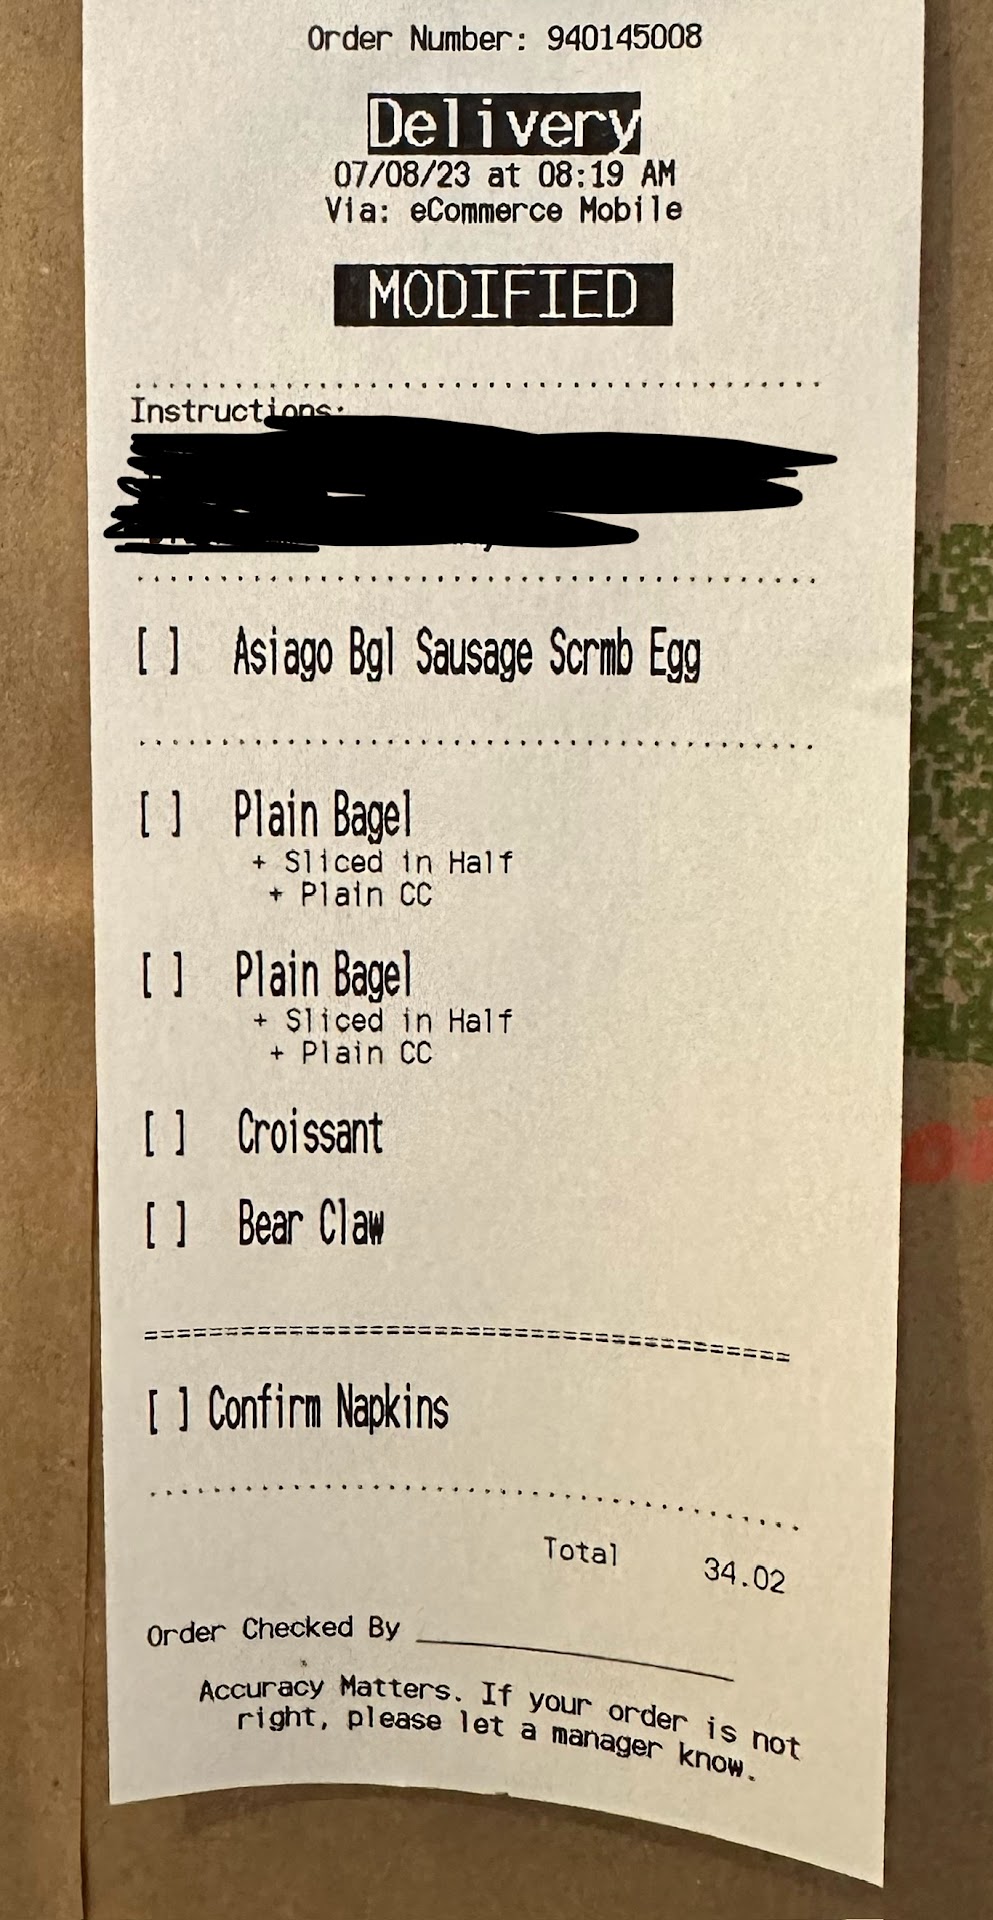 Order Number: 940145008
Delivery
07/08/23 at 08:19 AM
Via: eCommerce Mobile
MODIFIED
Instructions:
[ ] Asiago Bgl Sausage Scrmb Egg
[ ] Plain Bagel
+ Sliced in Half
+ Plain CC
[ ] Plain Bagel
+ Sliced in Half
+ Plain CC
[ ] Croissant
[ ] Bear Claw
=========================================
[ ] Confirm Napkins
Total 34.02
Order Checked By ____________________
Accuracy Matters. If your order is not
right, please let a manager know.